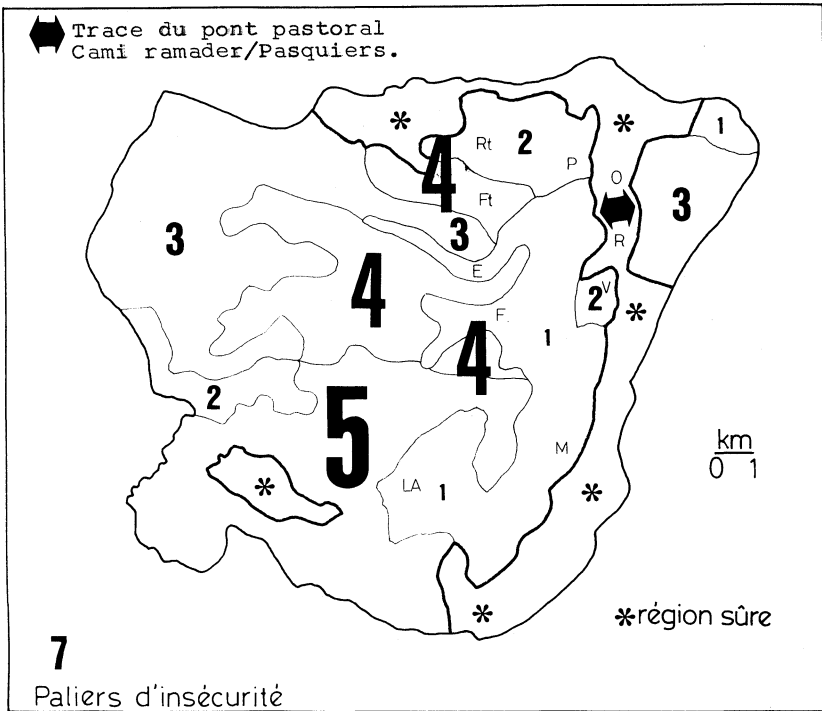 Trace du pont pastoral
Cami ramader/Pasquiers.
*
*
1
4
Rt
2
P
O
3
Ft
3
3
R
E
4
2
V
*
F.
1
4
2
5
M
km
0 1
*
LA
1
*
*
*région sûre
7
Paliers d'insécurité